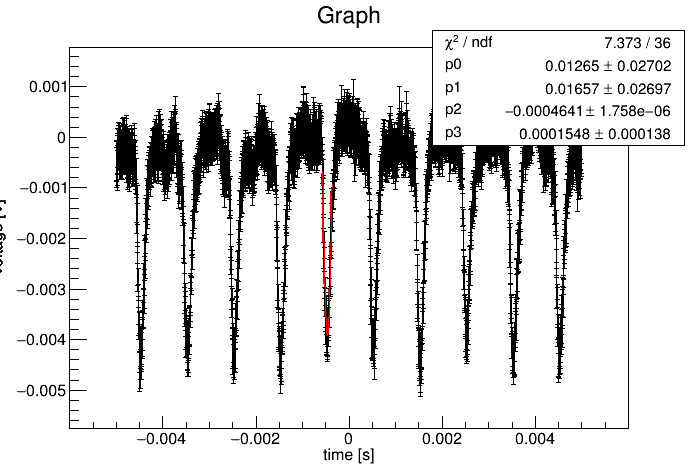 Graph
χ² / ndf 7.373 / 36
p0 0.01265 ± 0.02702
p1 0.01657 ± 0.02697
p2 −0.0004641 ± 1.758e−06
p3 0.0001548 ± 0.000138
0.001
0
−0.001
−0.002
−0.003
−0.004
−0.005
−0.004 −0.002 0 0.002 0.004
time [s]